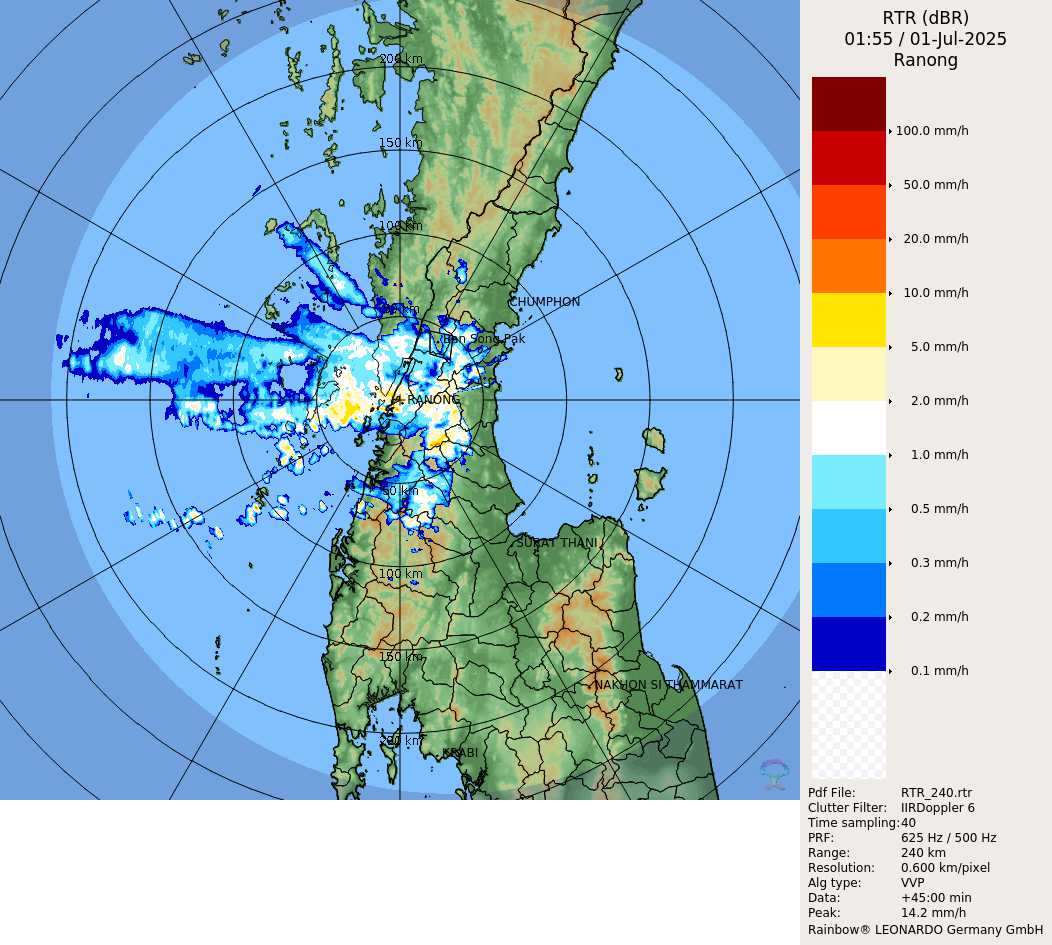 RTR (dBR)
01:55 / 01-Jul-2025
Ranong
100.0 mm/h
50.0 mm/h
20.0 mm/h
10.0 mm/h
5.0 mm/h
2.0 mm/h
1.0 mm/h
0.5 mm/h
0.3 mm/h
0.2 mm/h
0.1 mm/h
Pdf File: RTR_240.rtr
Clutter Filter: IIRDoppler 6
Time sampling: 40
PRF: 625 Hz / 500 Hz
Range: 240 km
Resolution: 0.600 km/pixel
Alg type: VVP
Data: +45:00 min
Peak: 14.2 mm/h
Rainbow® LEONARDO Germany GmbH
200 km
150 km
100 km
50 km
CHUMPHON
Ban Song Pak
RANONG
50 km
SURAT THANI
100 km
150 km
NAKHON SI THAMMARAT
200 km
KRABI